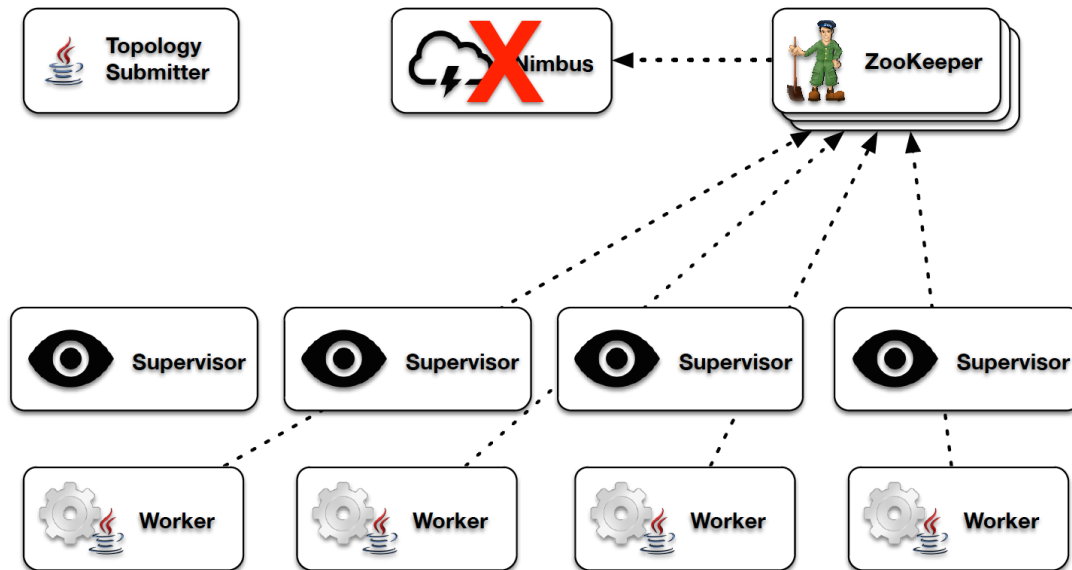 Topology
Submitter
Nimbus
ZooKeeper
Supervisor
Supervisor
Supervisor
Supervisor
Worker
Worker
Worker
Worker